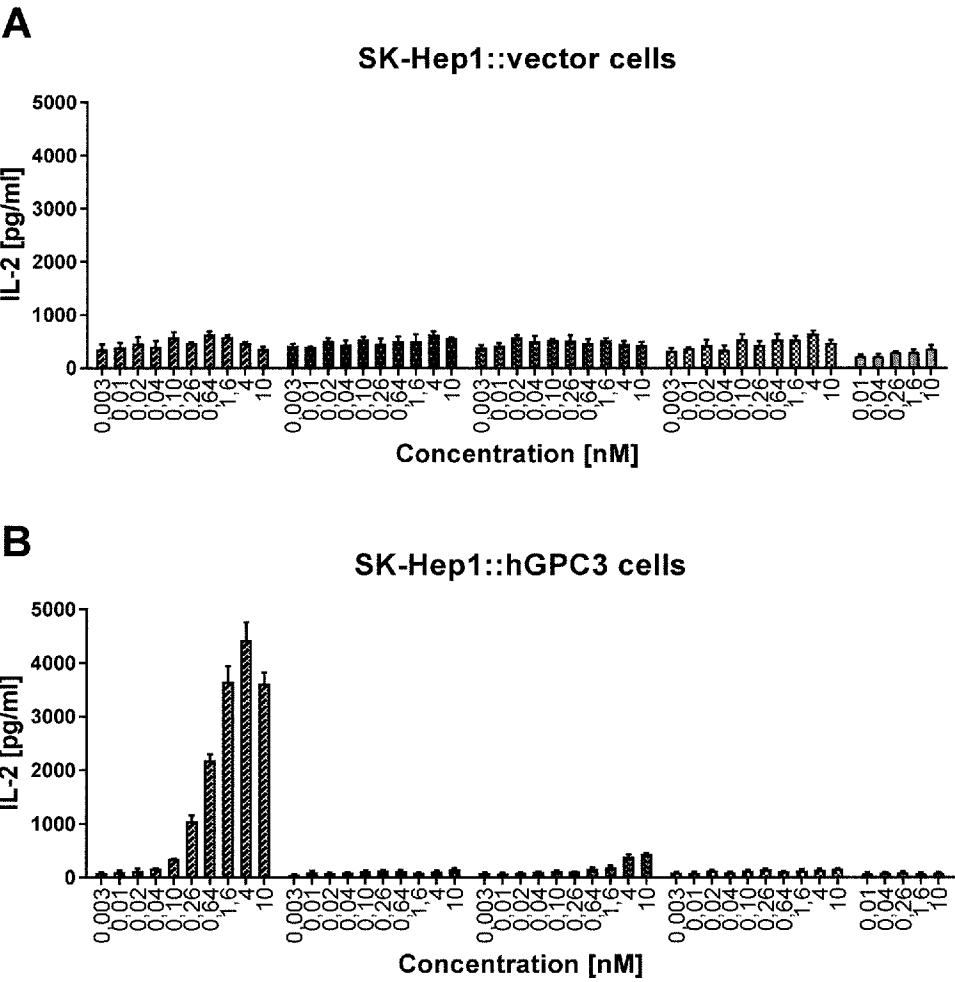 A
SK-Hep1::vector cells
IL-2 [pg/ml]
5000
4000
3000
2000
1000
0
0,003 0,01 0,02 0,04 0,10 0,26 0,64 1,6 4 10 0,003 0,01 0,02 0,04 0,10 0,26 0,64 1,6 4 10 0,003 0,01 0,02 0,04 0,10 0,26 0,64 1,6 4 10 0,003 0,01 0,02 0,04 0,10 0,26 0,64 1,6 4 10 0,01 0,04 0,26 1,6 10
Concentration [nM]
B
SK-Hep1::hGPC3 cells
IL-2 [pg/ml]
5000
4000
3000
2000
1000
0
0,003 0,01 0,02 0,04 0,10 0,26 0,64 1,6 4 10 0,003 0,01 0,02 0,04 0,10 0,26 0,64 1,6 4 10 0,003 0,01 0,02 0,04 0,10 0,26 0,64 1,6 4 10 0,003 0,01 0,02 0,04 0,10 0,26 0,64 1,6 4 10 0,01 0,04 0,26 1,6 10
Concentration [nM]